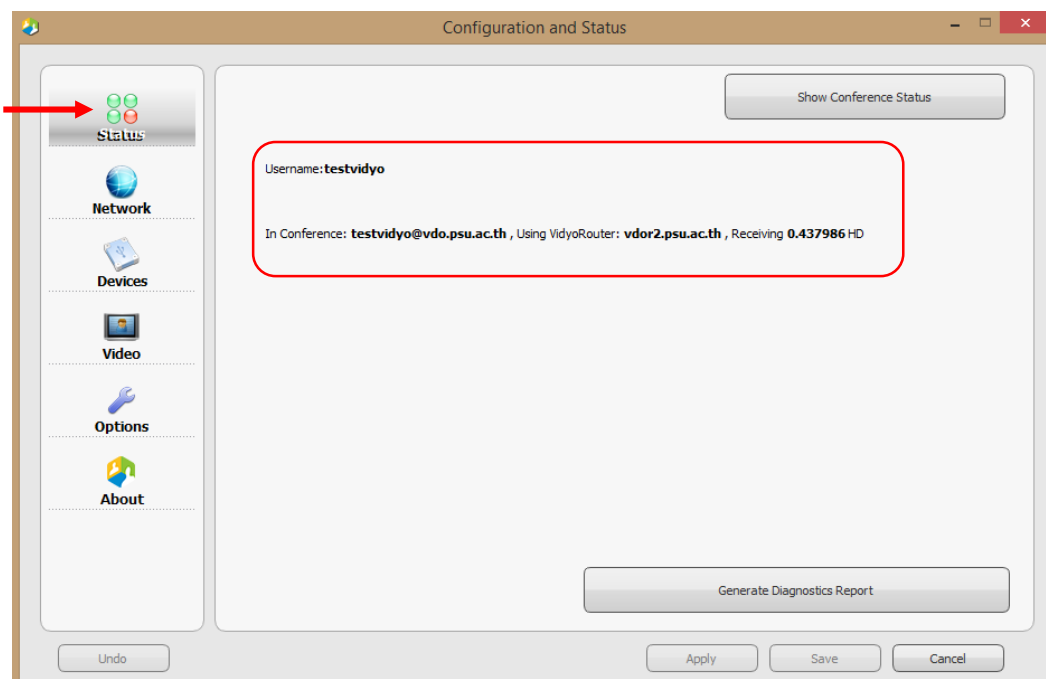 Configuration and Status
Show Conference Status
Status
Username:testvidyo
Network
In Conference: testvidyo@vdo.psu.ac.th , Using VidyoRouter: vdor2.psu.ac.th , Receiving 0.437986 HD
Devices
Video
Options
About
Generate Diagnostics Report
Undo
Apply
Save
Cancel